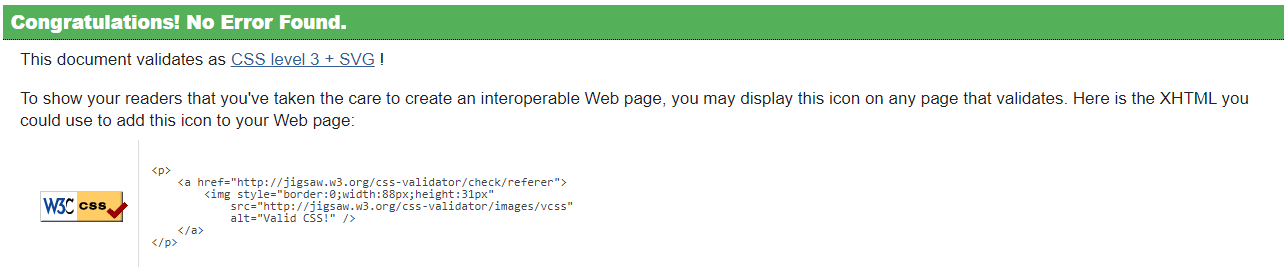 Congratulations! No Error Found.
This document validates as CSS level 3 + SVG !
To show your readers that you've taken the care to create an interoperable Web page, you may display this icon on any page that validates. Here is the XHTML you
could use to add this icon to your Web page:
W3C css
<p>
    <a href="http://jigsaw.w3.org/css-validator/check/referer">
        <img style="border:0;width:88px;height:31px"
            src="http://jigsaw.w3.org/css-validator/images/vcss"
            alt="Valid CSS!" />
    </a>
</p>